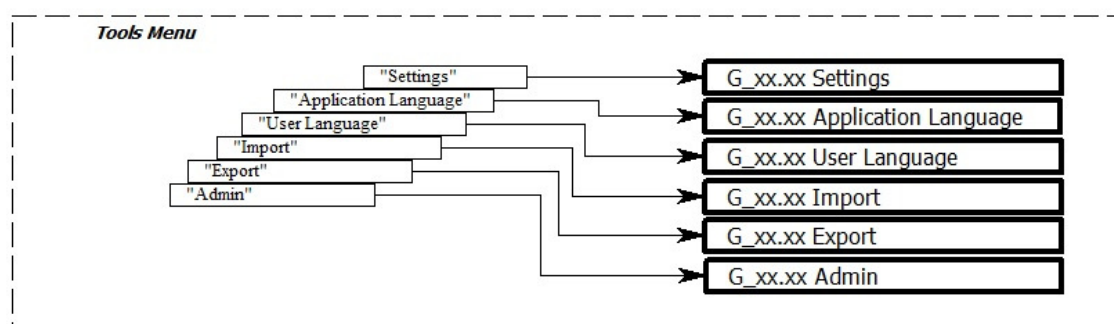 Tools Menu
"Settings"
"Application Language"
"User Language"
"Import"
"Export"
"Admin"
G_xx.xx Settings
G_xx.xx Application Language
G_xx.xx User Language
G_xx.xx Import
G_xx.xx Export
G_xx.xx Admin